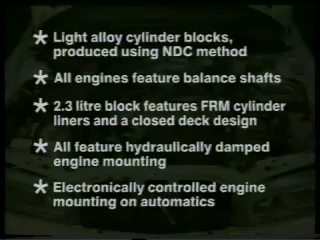 * Light alloy cylinder blocks,
produced using NDC method
* All engines feature balance shafts
* 2.3 litre block features FRM cylinder
liners and a closed deck design
* All feature hydraulically damped
engine mounting
* Electronically controlled engine
mounting on automatics